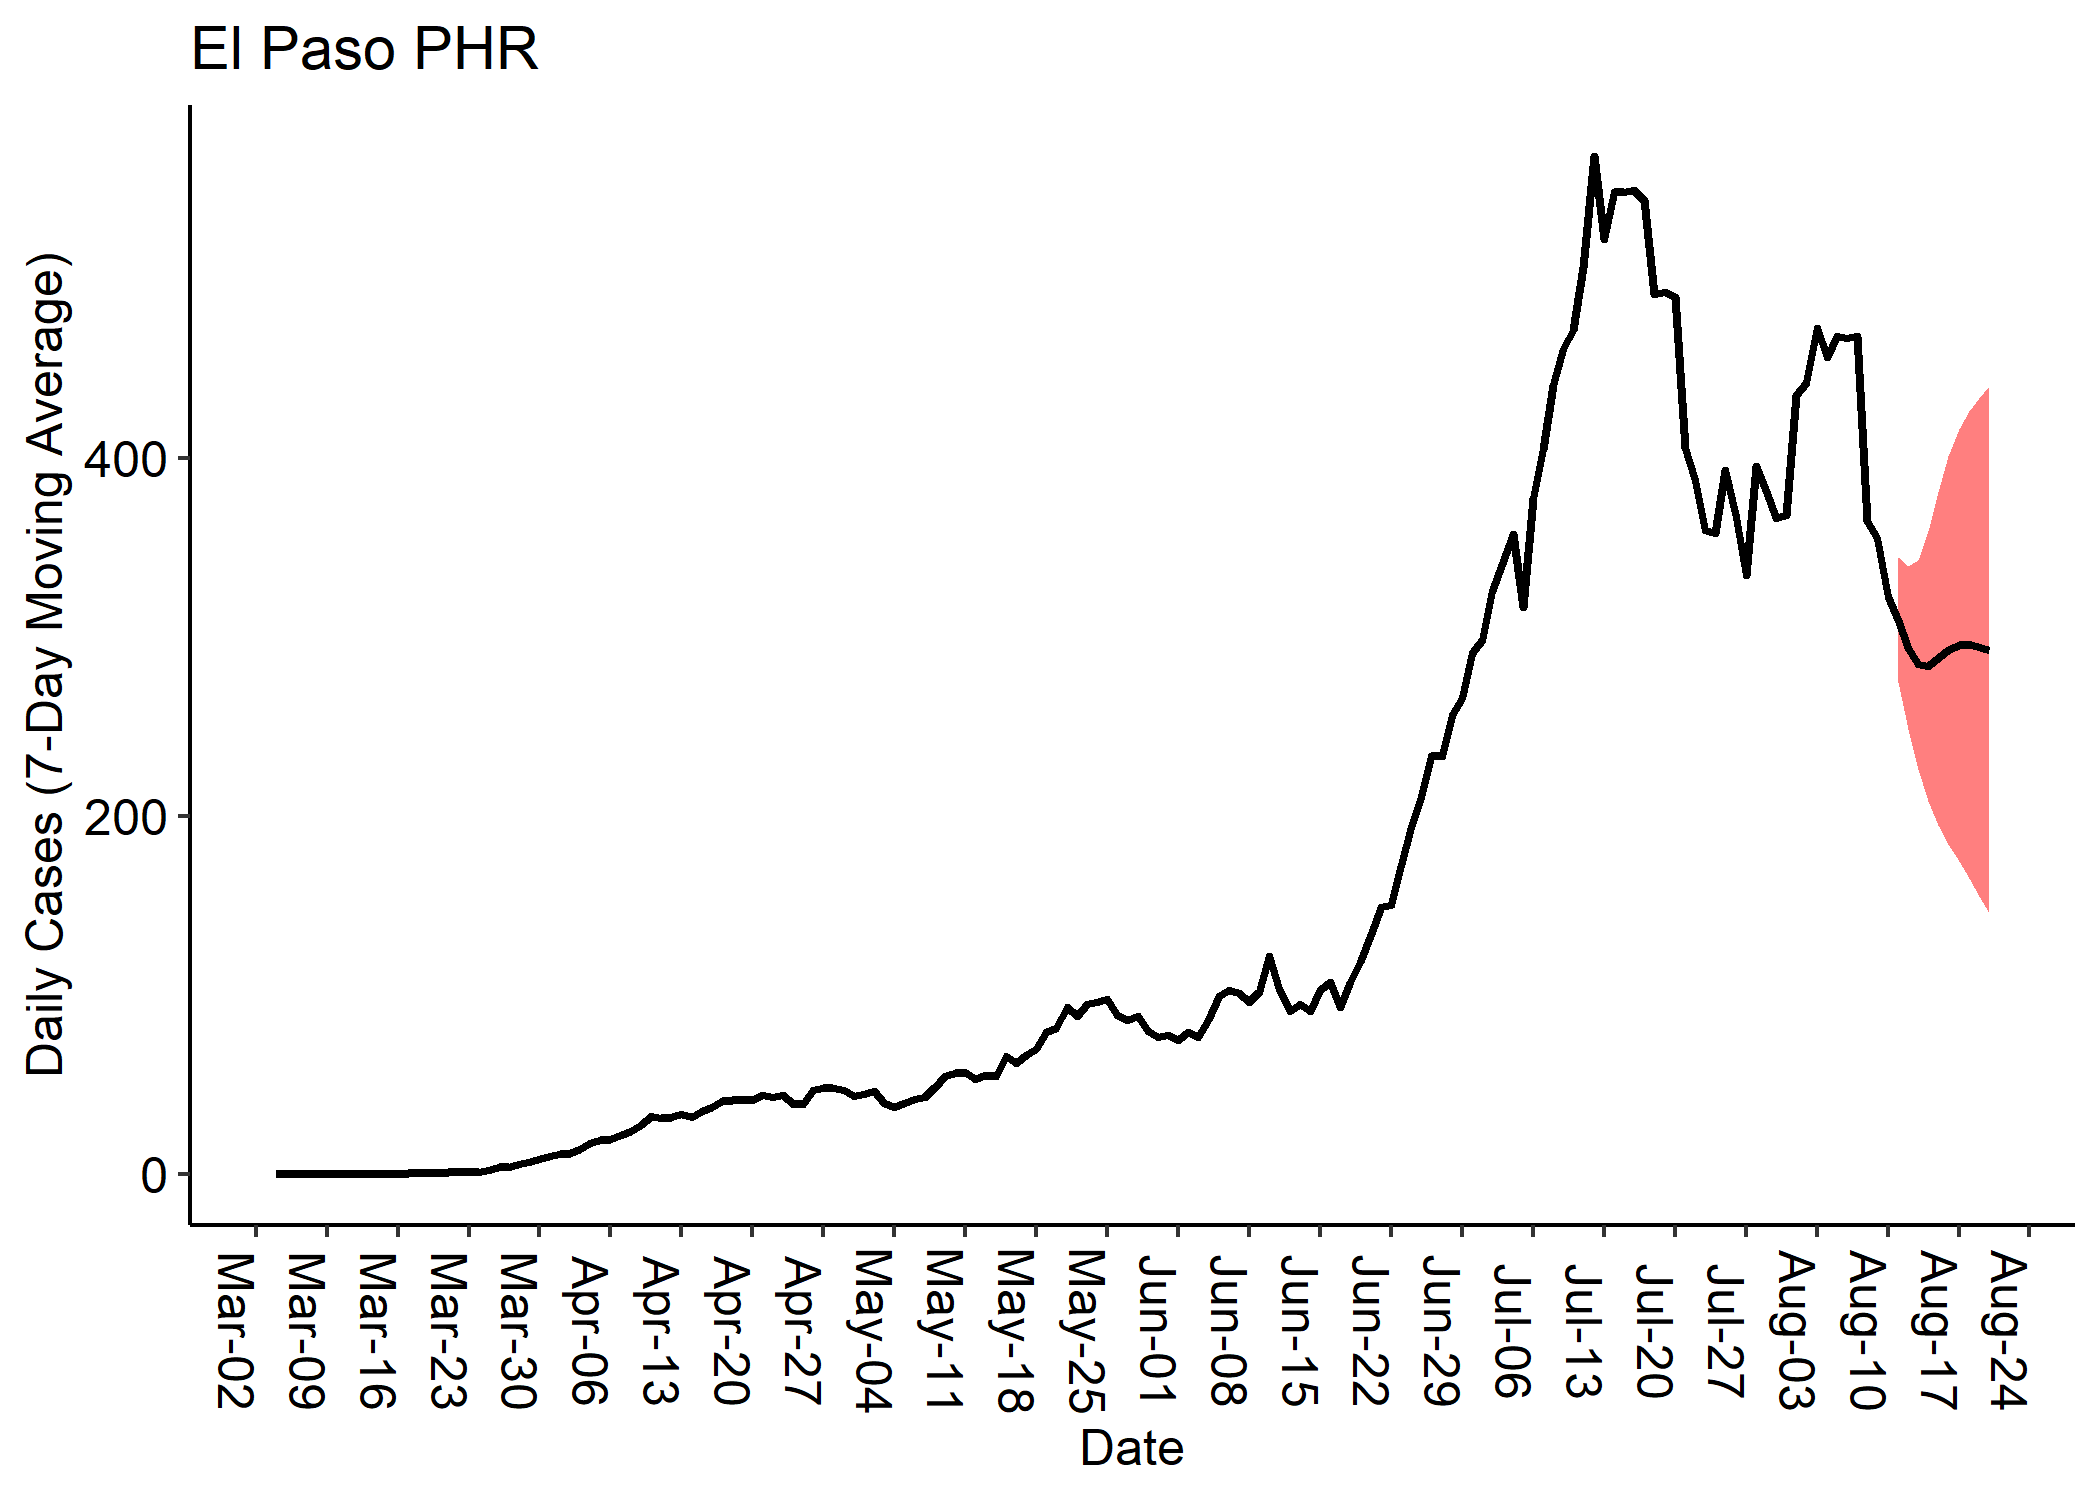 El Paso PHR
Daily Cases (7-Day Moving Average)
400
200
0
Mar-02
Mar-09
Mar-16
Mar-23
Mar-30
Apr-06
Apr-13
Apr-20
Apr-27
May-04
May-11
May-18
May-25
Jun-01
Jun-08
Jun-15
Jun-22
Jun-29
Jul-06
Jul-13
Jul-20
Jul-27
Aug-03
Aug-10
Aug-17
Aug-24
Date